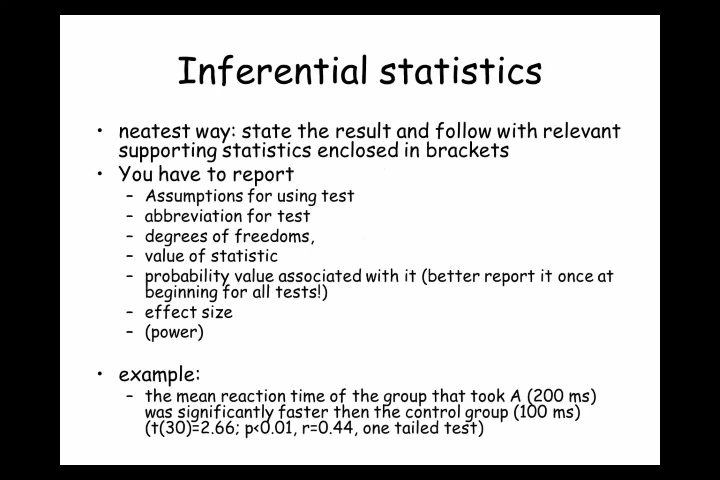 Inferential statistics
• neatest way: state the result and follow with relevant
supporting statistics enclosed in brackets
• You have to report
– Assumptions for using test
– abbreviation for test
– degrees of freedoms,
– value of statistic
– probability value associated with it (better report it once at
beginning for all tests!)
– effect size
– (power)
• example:
– the mean reaction time of the group that took A (200 ms)
was significantly faster then the control group (100 ms)
(t(30)=2.66; p<0.01, r=0.44, one tailed test)